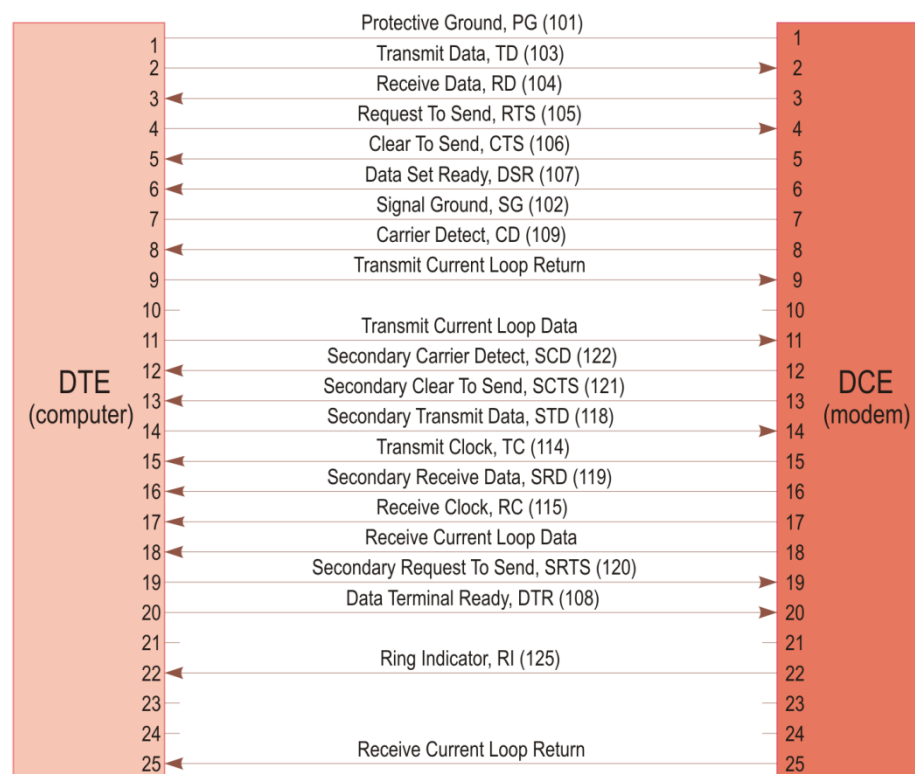 Protective Ground, PG (101)
1 1
Transmit Data, TD (103)
2 2
Receive Data, RD (104)
3 3
Request To Send, RTS (105)
4 4
Clear To Send, CTS (106)
5 5
Data Set Ready, DSR (107)
6 6
Signal Ground, SG (102)
7 7
Carrier Detect, CD (109)
8 8
Transmit Current Loop Return
9 9
10 10
Transmit Current Loop Data
11 11
Secondary Carrier Detect, SCD (122)
12 12
DTE
(computer)
DCE
(modem)
Secondary Clear To Send, SCTS (121)
13 13
Secondary Transmit Data, STD (118)
14 14
Transmit Clock, TC (114)
15 15
Secondary Receive Data, SRD (119)
16 16
Receive Clock, RC (115)
17 17
Receive Current Loop Data
18 18
Secondary Request To Send, SRTS (120)
19 19
Data Terminal Ready, DTR (108)
20 20
21 21
Ring Indicator, RI (125)
22 22
23 23
24 24
Receive Current Loop Return
25 25